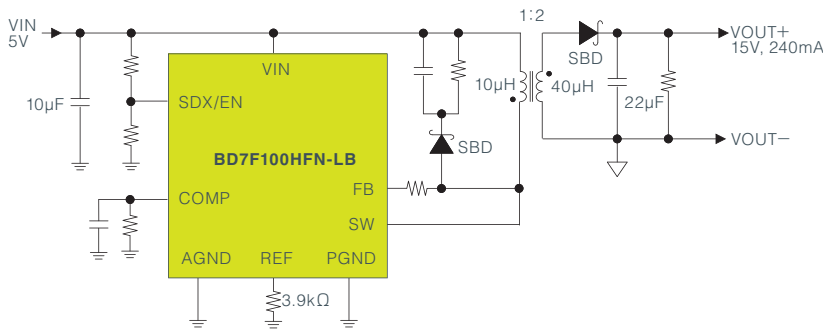 1:2
VIN
5V
VOUT+
15V, 240mA
SBD
VIN
10μH
40μH
10μF
SDX/EN
22μF
SBD
VOUT−
BD7F100HFN-LB
FB
COMP
SW
AGND
REF
PGND
3.9kΩ